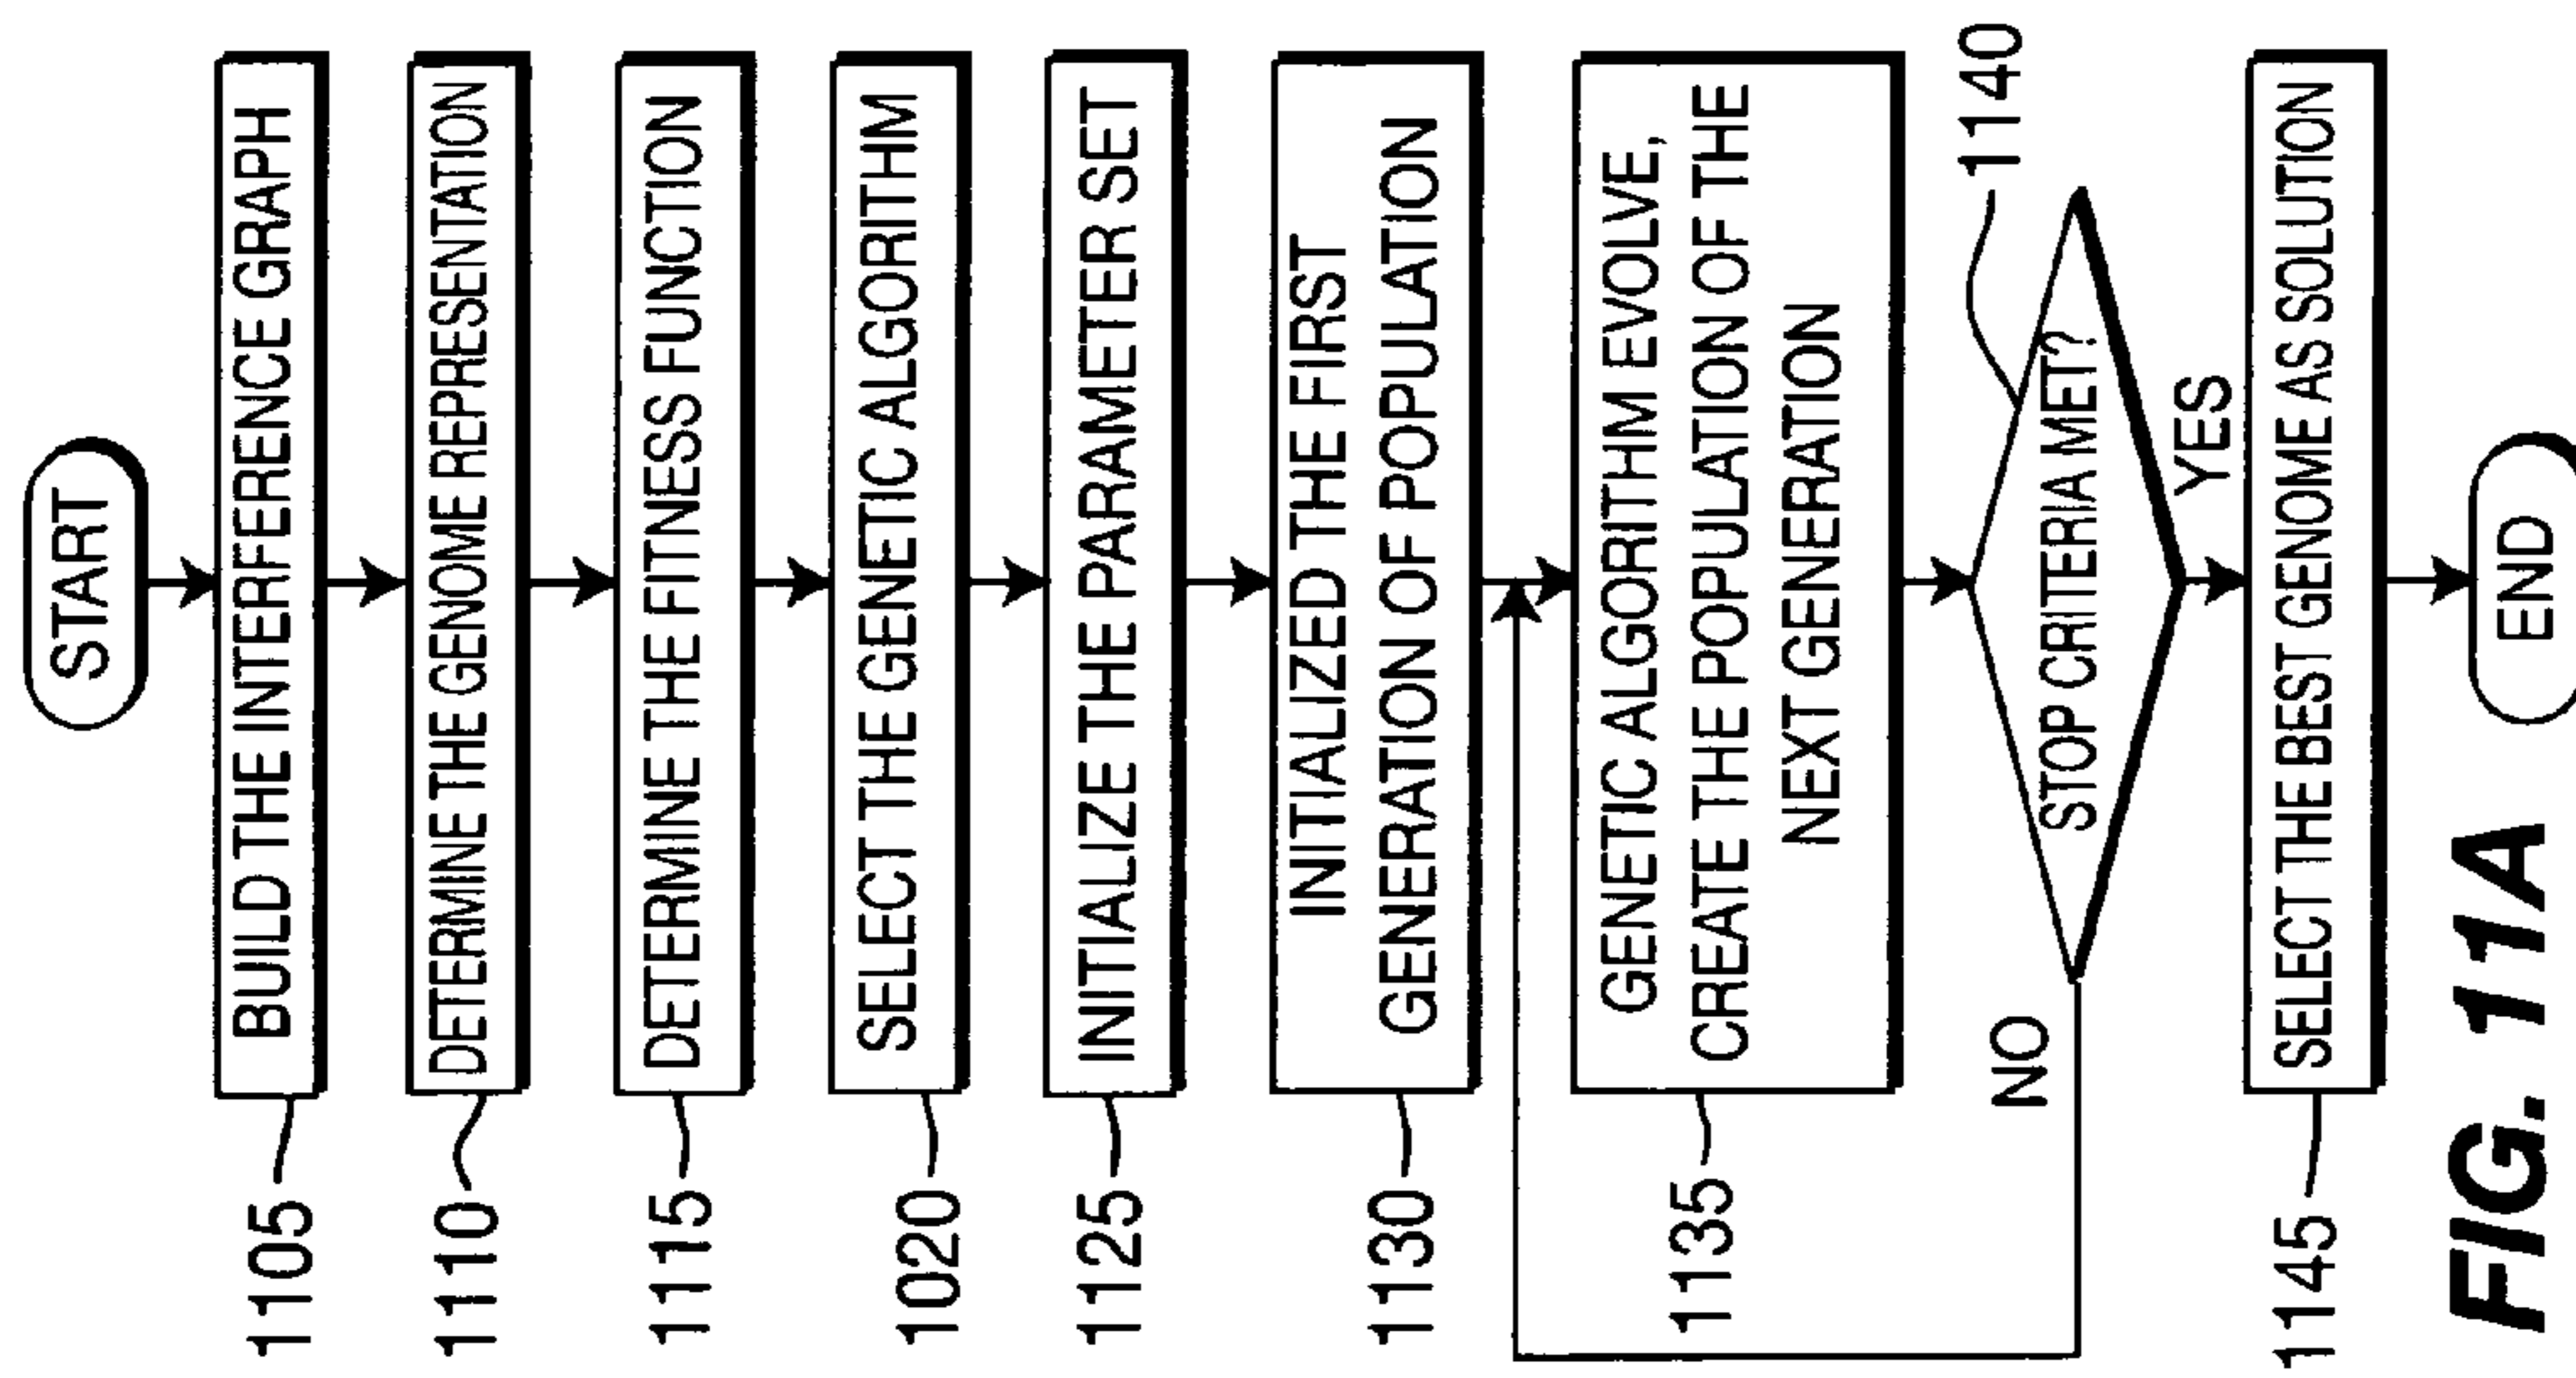 START
1105
BUILD THE INTERFERENCE GRAPH
1110
DETERMINE THE GENOME REPRESENTATION
1115
DETERMINE THE FITNESS FUNCTION
1020
SELECT THE GENETIC ALGORITHM
1125
INITIALIZE THE PARAMETER SET
1130
INITIALIZED THE FIRST
GENERATION OF POPULATION
1135
GENETIC ALGORITHM EVOLVE,
CREATE THE POPULATION OF THE
NEXT GENERATION
1140
NO
STOP CRITERIA MET?
YES
1145
SELECT THE BEST GENOME AS SOLUTION
END
FIG. 11A